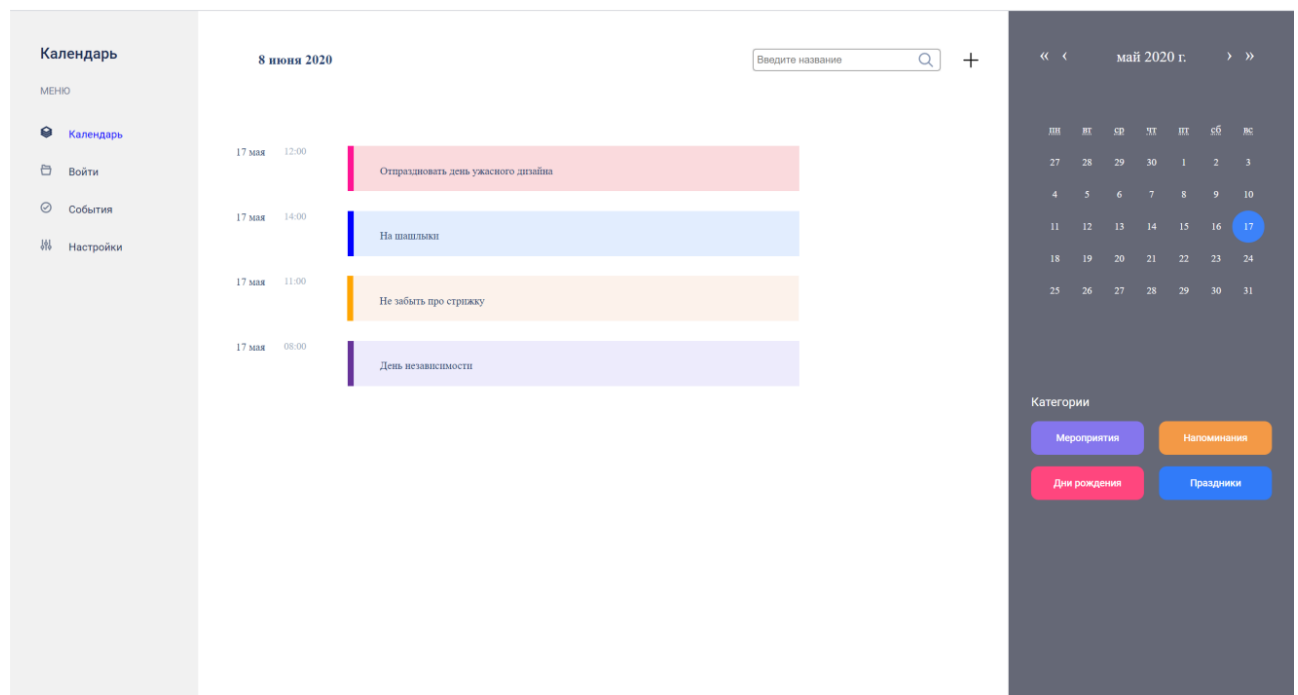 Календарь
МЕНЮ
Календарь
Войти
События
Настройки
8 июня 2020
Введите название
17 мая 12:00
Отпраздновать день ужасного дизайна
17 мая 14:00
На шашлыки
17 мая 11:00
Не забыть про стрижку
17 мая 08:00
День независимости
« ‹ май 2020 г. › »
пн вт ср чт пт сб вс
27 28 29 30 1 2 3
4 5 6 7 8 9 10
11 12 13 14 15 16 17
18 19 20 21 22 23 24
25 26 27 28 29 30 31
Категории
Мероприятия Напоминания
Дни рождения Праздники